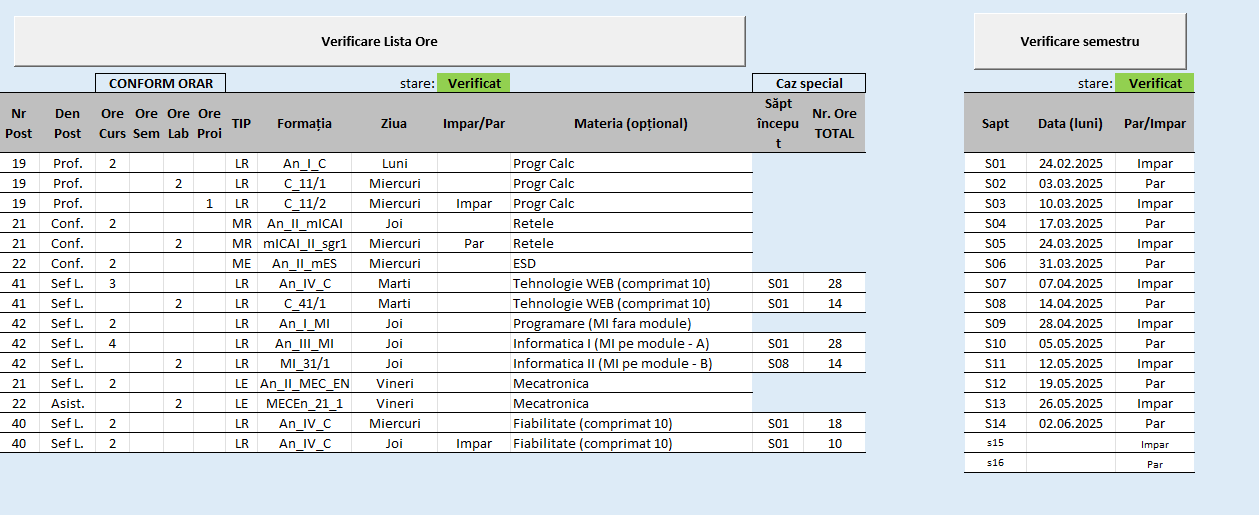 Verificare Lista Ore
Verificare semestru
CONFORM ORAR stare: Verificat Caz special
stare: Verificat
Nr Post Den Post Ore Curs Ore Sem Ore Lab Ore Proi TIP Formația Ziua Impar/Par Materia (opțional) Săpt început Nr. Ore TOTAL
19 Prof. 2 LR An_I_C Luni Progr Calc
19 Prof. 2 LR C_11/1 Miercuri Progr Calc
19 Prof. 1 LR C_11/2 Miercuri Impar Progr Calc
21 Conf. 2 MR An_II_mICAI Joi Retele
21 Conf. 2 MR mICAI_II_sgr1 Miercuri Par Retele
22 Conf. 2 ME An_II_mES Miercuri ESD
41 Sef L. 3 LR An_IV_C Marti Tehnologie WEB (comprimat 10) S01 28
41 Sef L. 2 LR C_41/1 Marti Tehnologie WEB (comprimat 10) S01 14
42 Sef L. 2 LR An_I_MI Joi Programare (MI fara module)
42 Sef L. 4 LR An_III_MI Joi Informatica I (MI pe module - A) S01 28
42 Sef L. 2 LR MI_31/1 Joi Informatica II (MI pe module - B) S08 14
21 Sef L. 2 LE An_II_MEC_EN Vineri Mecatronica
22 Asist. 2 LE MECEn_21_1 Vineri Mecatronica
40 Sef L. 2 LR An_IV_C Miercuri Fiabilitate (comprimat 10) S01 18
40 Sef L. 2 LR An_IV_C Joi Impar Fiabilitate (comprimat 10) S01 10
Sapt Data (luni) Par/Impar
S01 24.02.2025 Impar
S02 03.03.2025 Par
S03 10.03.2025 Impar
S04 17.03.2025 Par
S05 24.03.2025 Impar
S06 31.03.2025 Par
S07 07.04.2025 Impar
S08 14.04.2025 Par
S09 28.04.2025 Impar
S10 05.05.2025 Par
S11 12.05.2025 Impar
S12 19.05.2025 Par
S13 26.05.2025 Impar
S14 02.06.2025 Par
s15 Impar
s16 Par